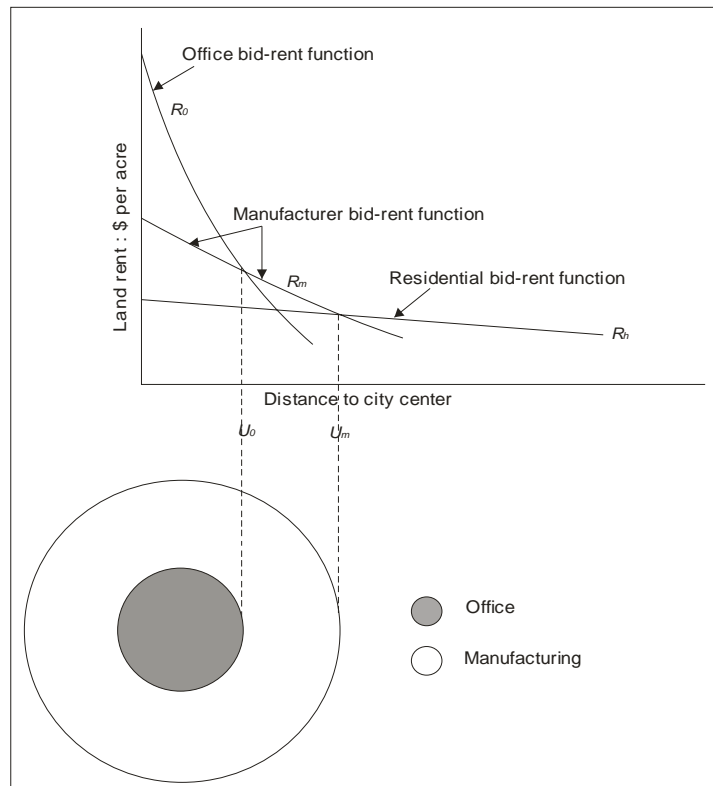 Office bid-rent function
R0
Land rent : $ per acre
Manufacturer bid-rent function
Rm
Residential bid-rent function
Rh
Distance to city center
U0
Um
Office
Manufacturing